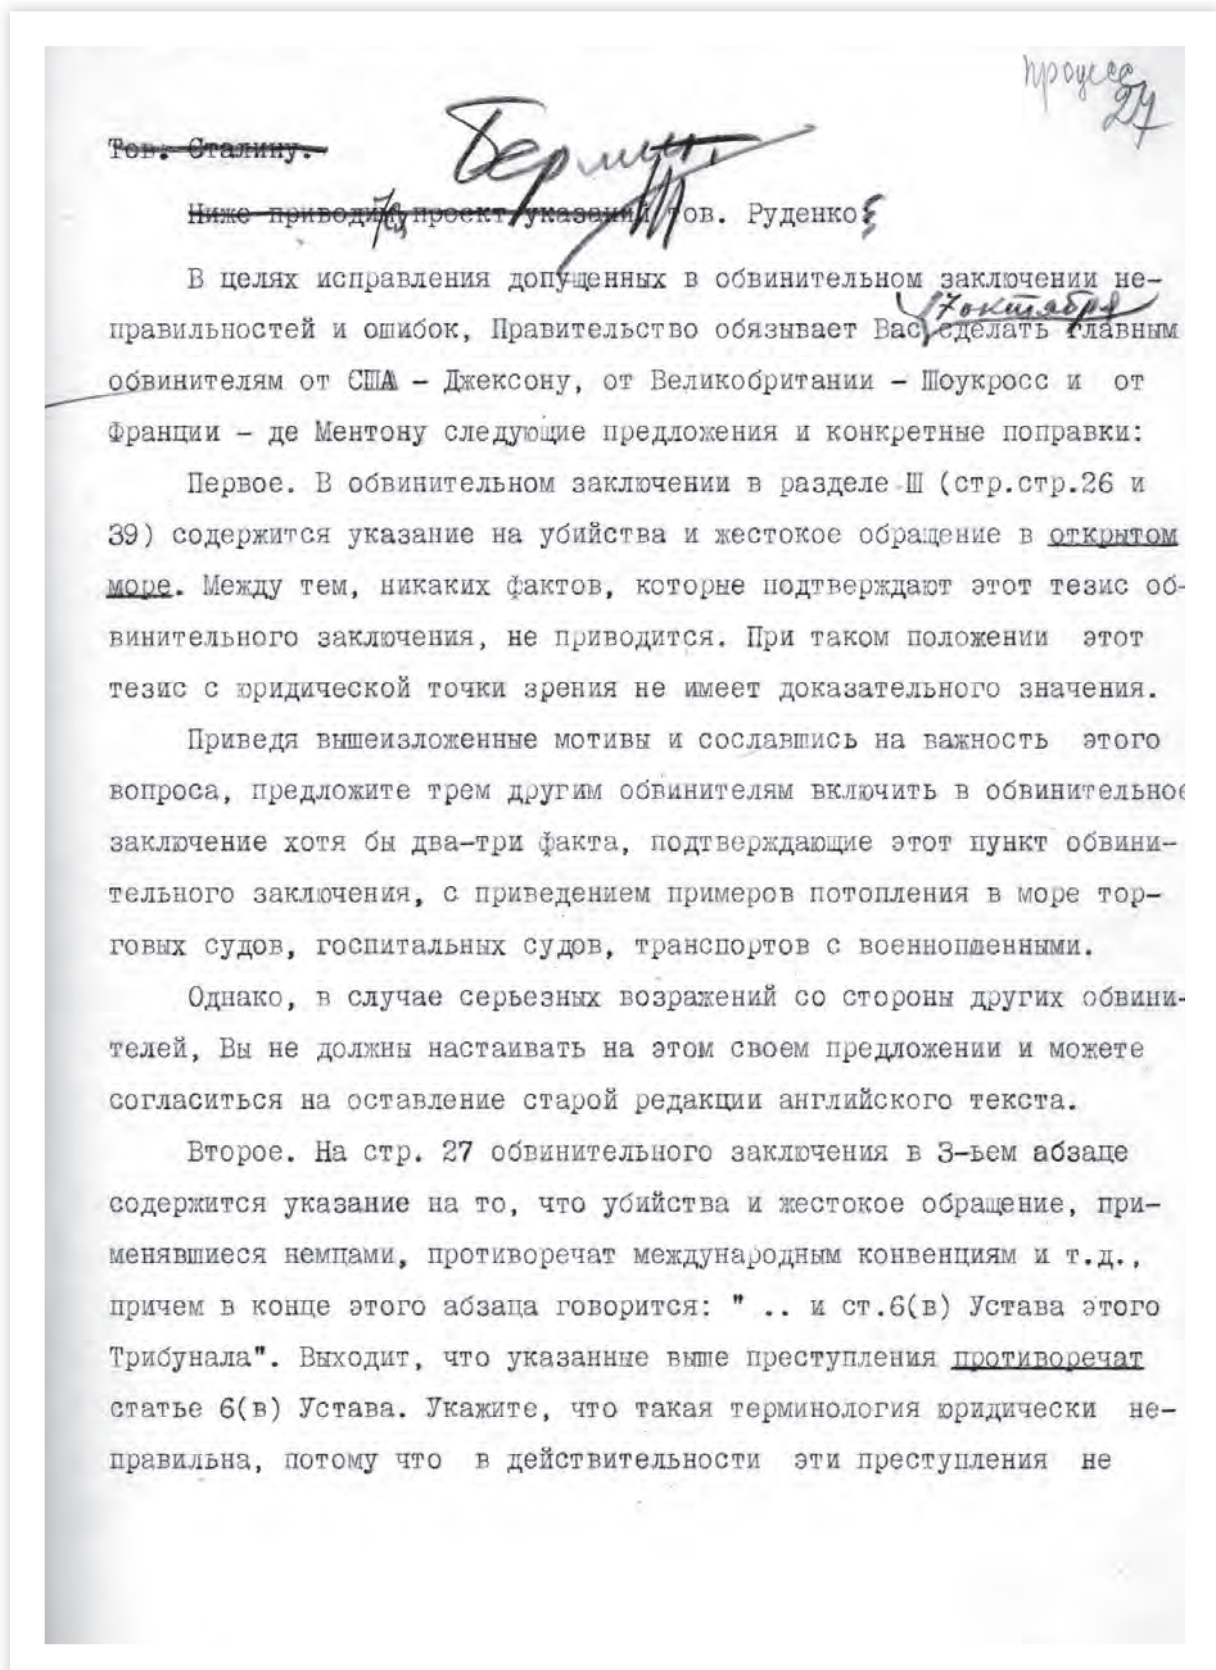 процесс
27
Тов. Сталину.
Берлин,
Ниже приводим проект указаний тов. Руденко
В целях исправления допущенных в обвинительном заключении не-
17 октября
правильностей и ошибок, Правительство обязывает Вас сделать главным
обвинителям от США - Джексону, от Великобритании - Шоукросс и от
Франции - де Ментону следующие предложения и конкретные поправки:
Первое. В обвинительном заключении в разделе Ш (стр.стр.26 и
39) содержится указание на убийства и жестокое обращение в открытом
море. Между тем, никаких фактов, которые подтверждают этот тезис об-
винительного заключения, не приводится. При таком положении этот
тезис с юридической точки зрения не имеет доказательного значения.
Приведя вышеизложенные мотивы и сославшись на важность этого
вопроса, предложите трем другим обвинителям включить в обвинительное
заключение хотя бы два-три факта, подтверждающие этот пункт обвини-
тельного заключения, с приведением примеров потопления в море тор-
говых судов, госпитальных судов, транспортов с военнопленными.
Однако, в случае серьезных возражений со стороны других обвини-
телей, Вы не должны настаивать на этом своем предложении и можете
согласиться на оставление старой редакции английского текста.
Второе. На стр. 27 обвинительного заключения в 3-ьем абзаце
содержится указание на то, что убийства и жестокое обращение, при-
менявшиеся немцами, противоречат международным конвенциям и т.д.,
причем в конце этого абзаца говорится: " .. и ст.6(в) Устава этого
Трибунала". Выходит, что указанные выше преступления противоречат
статье 6(в) Устава. Укажите, что такая терминология юридически не-
правильна, потому что в действительности эти преступления не